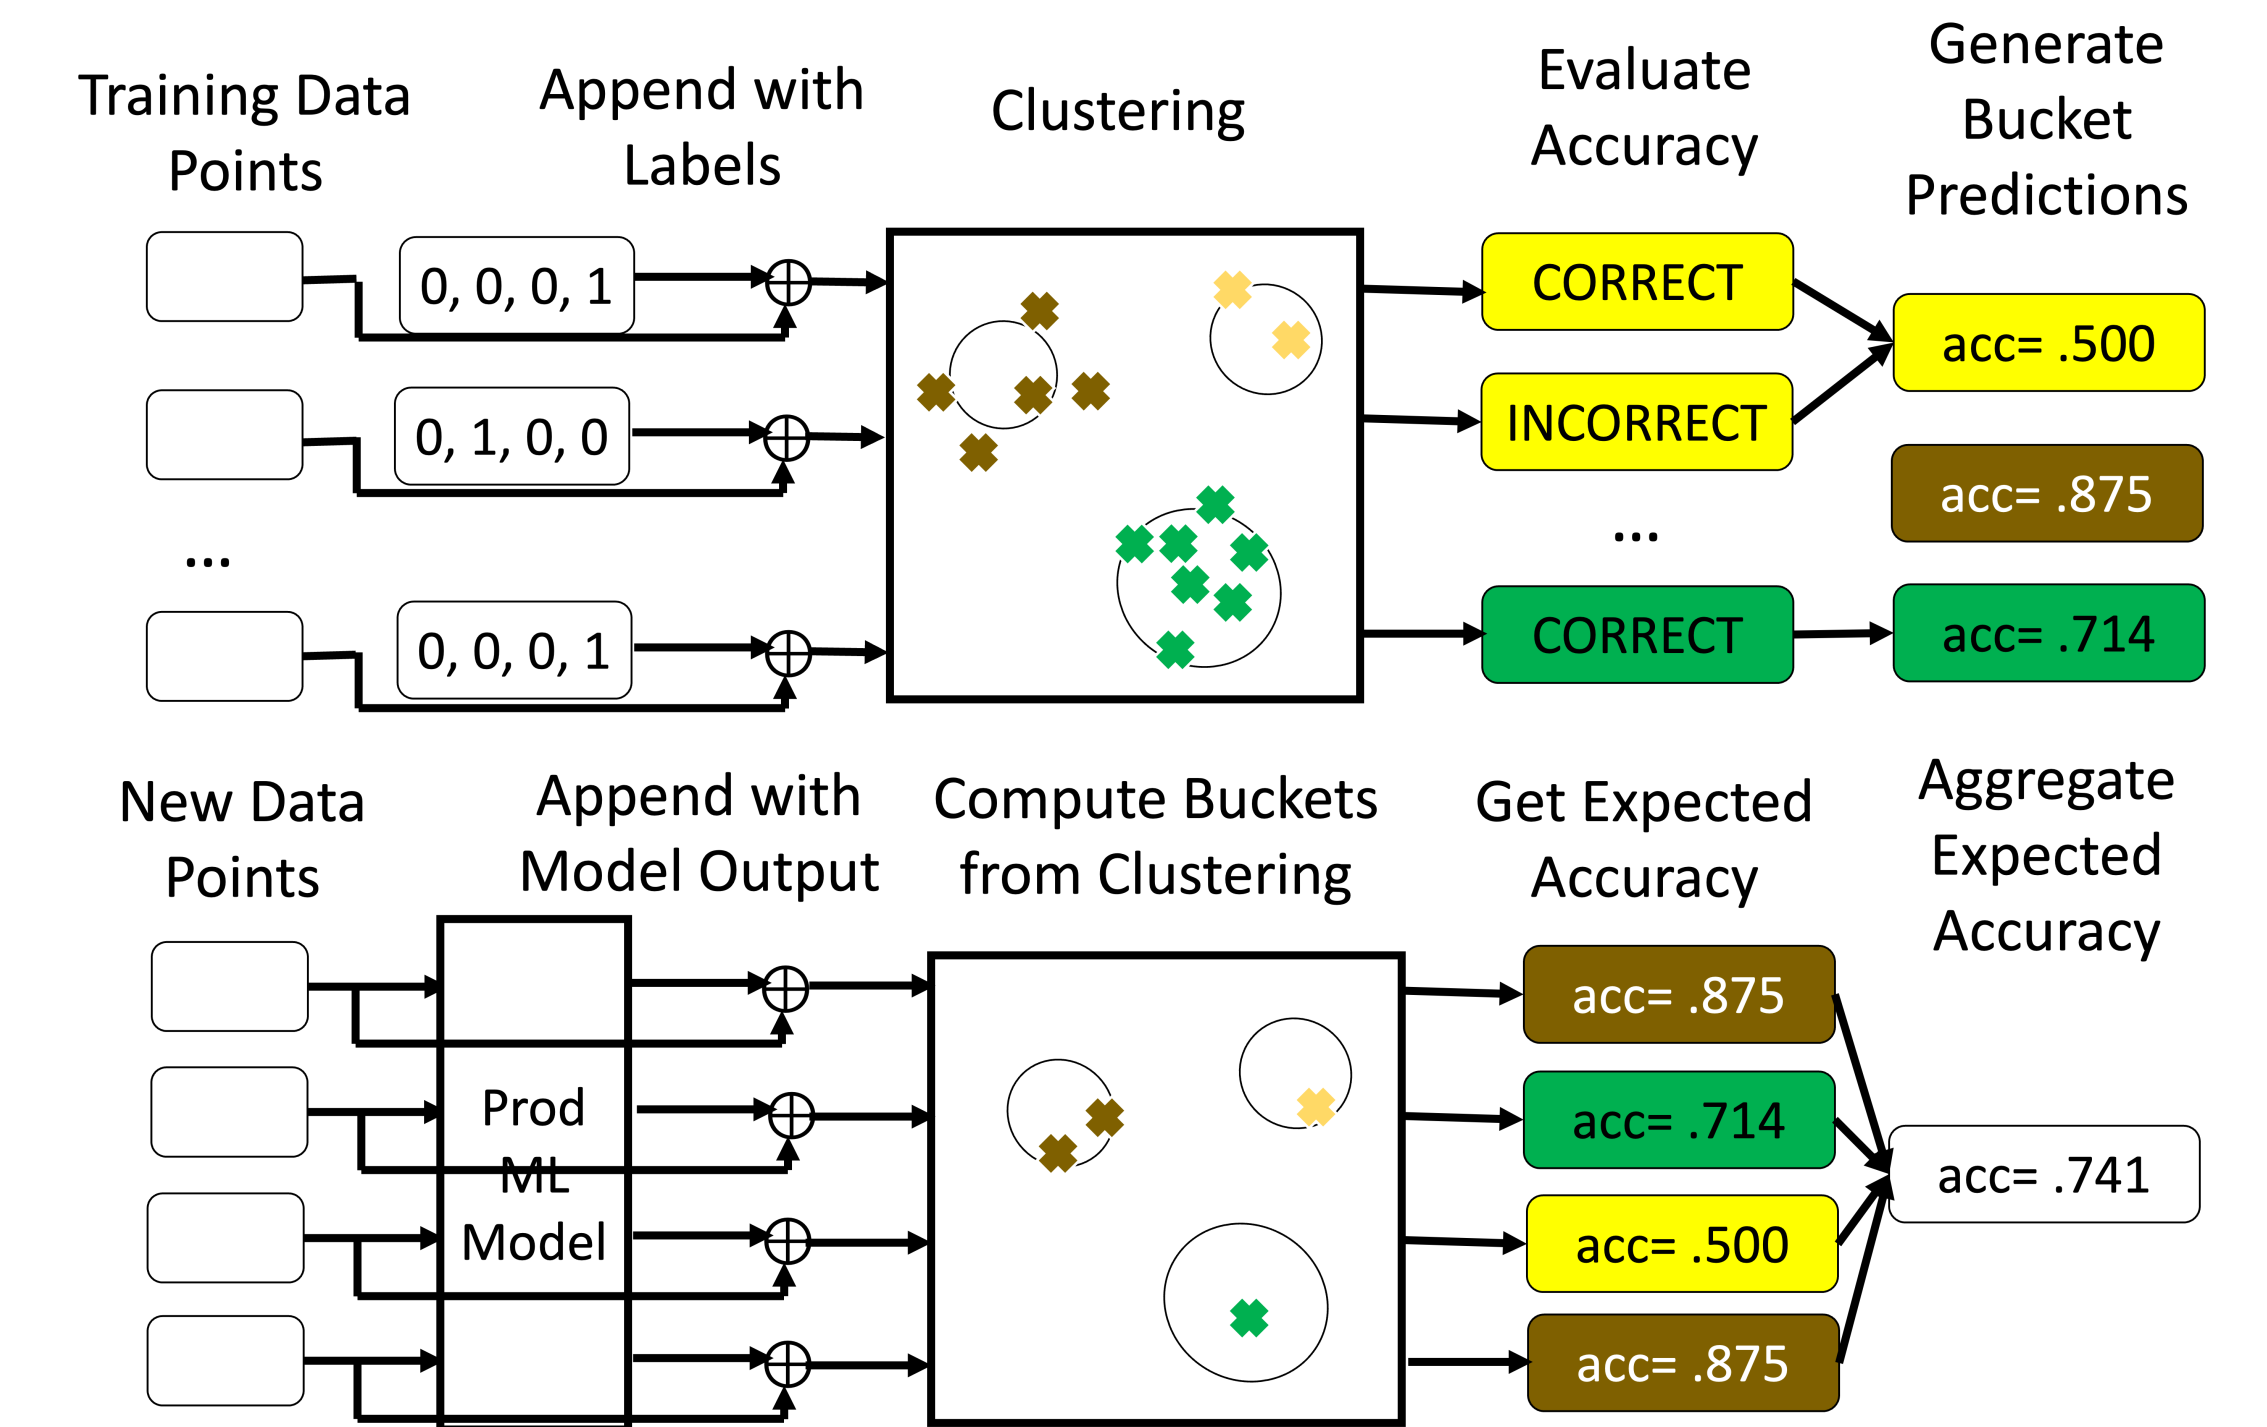 Training Data
Points
Append with
Labels
Clustering
Evaluate
Accuracy
Generate
Bucket
Predictions
0, 0, 0, 1
CORRECT
acc= .500
0, 1, 0, 0
INCORRECT
acc= .875
...
...
0, 0, 0, 1
CORRECT
acc= .714
New Data
Points
Append with
Model Output
Compute Buckets
from Clustering
Get Expected
Accuracy
Aggregate
Expected
Accuracy
Prod
ML
Model
acc= .875
acc= .714
acc= .500
acc= .875
acc= .741